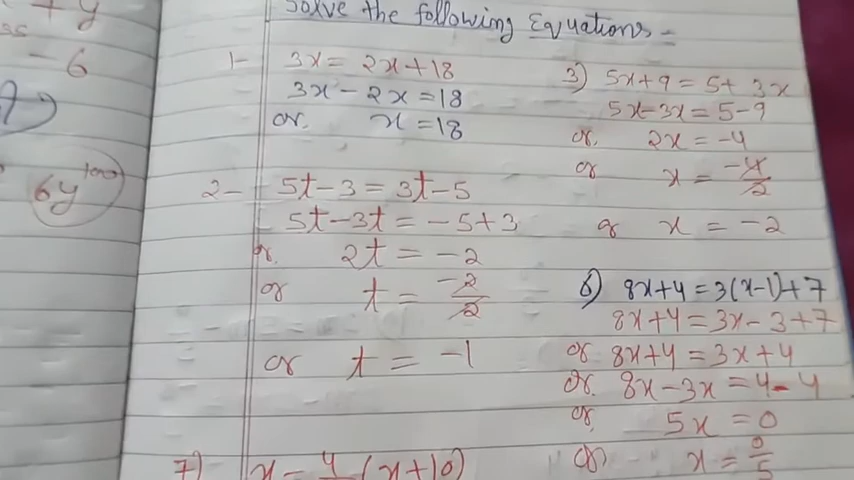 + y
- 6
6y
Solve the following Equations =
1- 3x = 2x+18
3x - 2x = 18
or. x = 18
2- 5t-3 = 3t-5
5t-3t = -5+3
or. 2t = -2
or t = -2/2
or t = -1
7) x = 4 (x+10)
3) 5x+9 = 5+ 3x
5x-3x = 5-9
or. 2x = -4
or x = -4/2
or x = -2
6) 8x+4 = 3(x-1)+7
8x+4 = 3x-3+7
or 8x+4 = 3x+4
or. 8x-3x = 4-4
or, 5x = 0
or x = 0/5